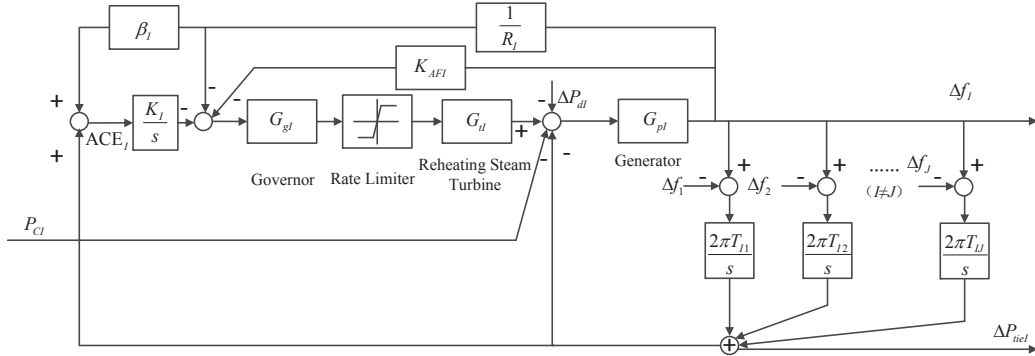 β_I
1
R_I
K_AFI
+
ACE_I
K_I
s
-
-
-
G_gI
G_tI
+
-
ΔP_dI
G_pI
Δf_I
Governor
Rate Limiter
Reheating Steam
Turbine
Generator
+
-
-
P_CI
+
Δf_1
-
+
Δf_2
-
......
(I≠J)
Δf_J
-
+
2πT_I1
s
2πT_I2
s
2πT_IJ
s
+
ΔP_tieI